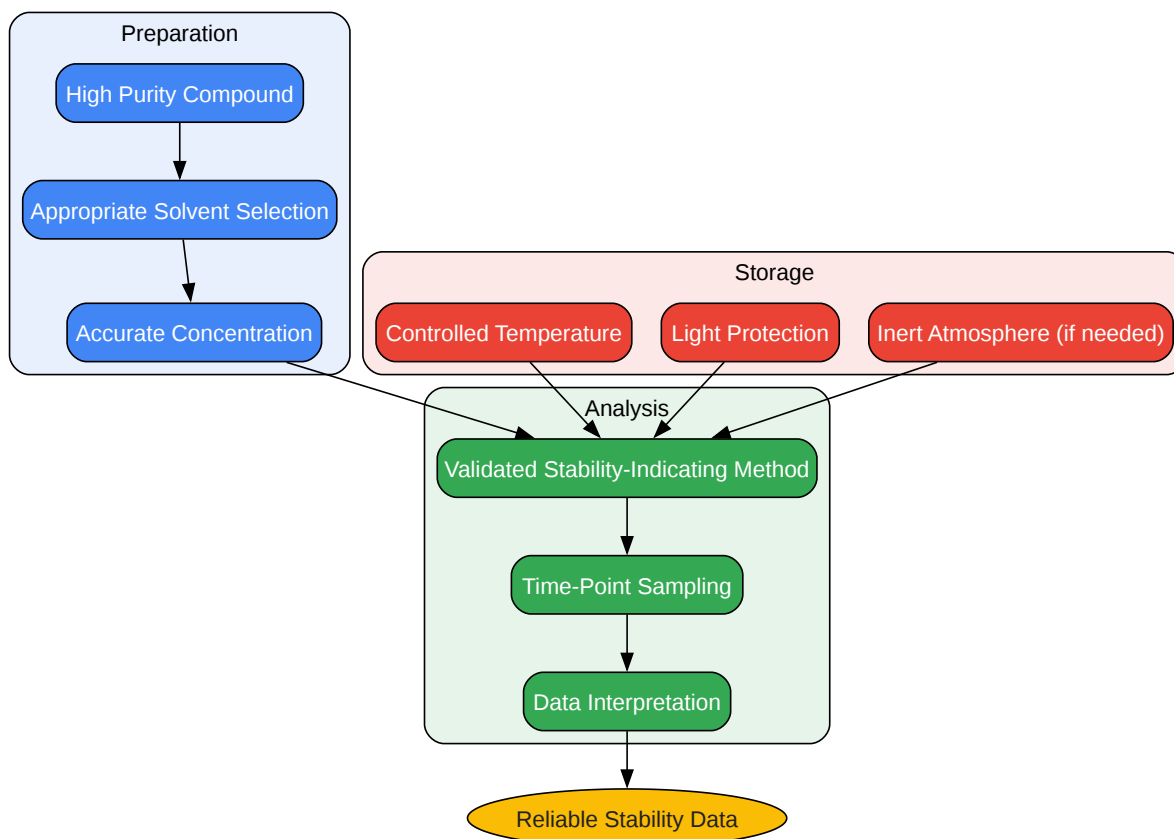 Preparation
High Purity Compound
Appropriate Solvent Selection
Accurate Concentration
Storage
Controlled Temperature
Light Protection
Inert Atmosphere (if needed)
Analysis
Validated Stability-Indicating Method
Time-Point Sampling
Data Interpretation
Reliable Stability Data